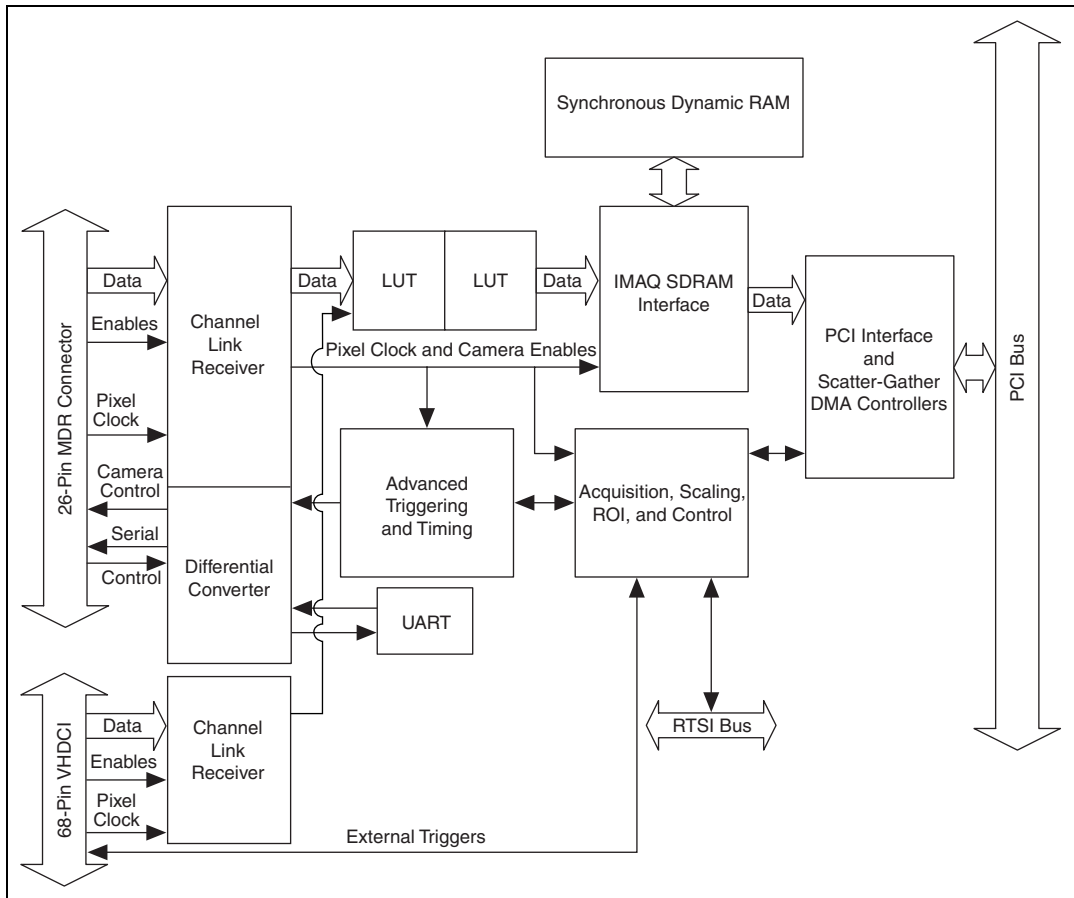 Synchronous Dynamic RAM
26-Pin MDR Connector
Data
Enables
Pixel
Clock
Camera
Control
Serial
Control
Channel
Link
Receiver
Differential
Converter
Data
LUT
LUT
Data
IMAQ SDRAM
Interface
Data
PCI Interface
and
Scatter-Gather
DMA Controllers
PCI Bus
Pixel Clock and Camera Enables
Advanced
Triggering
and Timing
Acquisition, Scaling,
ROI, and Control
UART
68-Pin VHDCI
Data
Enables
Pixel
Clock
Channel
Link
Receiver
RTSI Bus
External Triggers